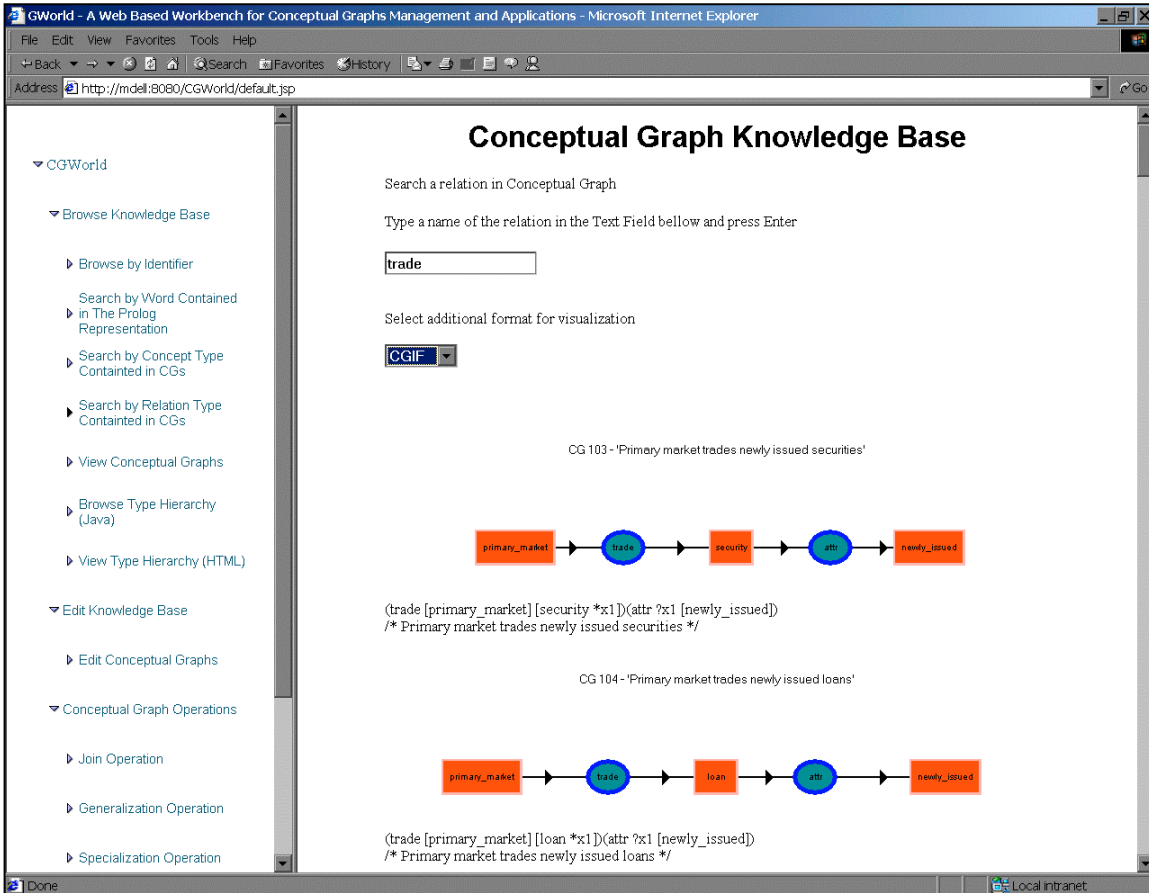 GWorld - A Web Based Workbench for Conceptual Graphs Management and Applications - Microsoft Internet Explorer
File Edit View Favorites Tools Help
Back Search Favorites History
Address http://mdell:8080/CGWorld/default.jsp Go
CGWorld
Browse Knowledge Base
Browse by Identifier
Search by Word Contained
in The Prolog
Representation
Search by Concept Type
Containted in CGs
Search by Relation Type
Containted in CGs
View Conceptual Graphs
Browse Type Hierarchy
(Java)
View Type Hierarchy (HTML)
Edit Knowledge Base
Edit Conceptual Graphs
Conceptual Graph Operations
Join Operation
Generalization Operation
Specialization Operation
Conceptual Graph Knowledge Base
Search a relation in Conceptual Graph
Type a name of the relation in the Text Field bellow and press Enter
trade
Select additional format for visualization
CGIF
CG 103 - 'Primary market trades newly issued securities'
primary_market trade security attr newly_issued
(trade [primary_market] [security *x1])(attr ?x1 [newly_issued])
/* Primary market trades newly issued securities */
CG 104 - 'Primary market trades newly issued loans'
primary_market trade loan attr newly_issued
(trade [primary_market] [loan *x1])(attr ?x1 [newly_issued])
/* Primary market trades newly issued loans */
Done Local intranet